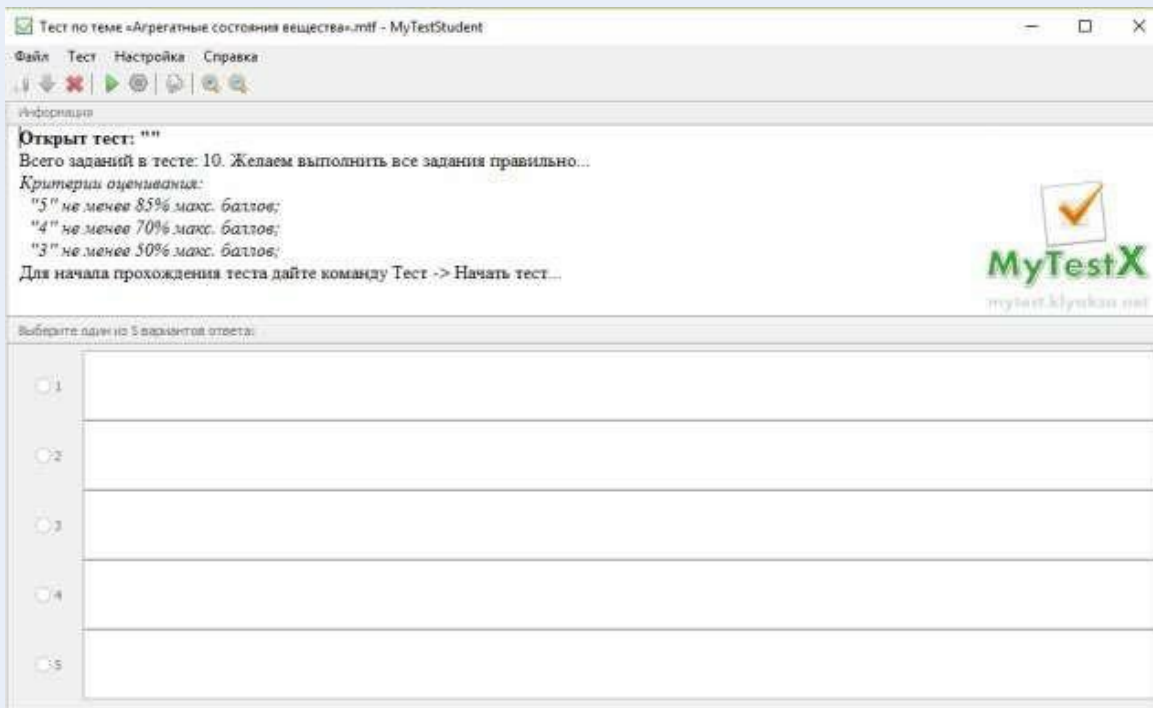 Тест по теме «Агрегатные состояния вещества».mtf - MyTestStudent
Файл Тест Настройка Справка
Информация
Открыт тест: ""
Всего заданий в тесте: 10. Желаем выполнить все задания правильно...
Критерии оценивания:
"5" не менее 85% макс. баллов;
"4" не менее 70% макс. баллов;
"3" не менее 50% макс. баллов;
Для начала прохождения теста дайте команду Тест -> Начать тест...
MyTestX
mytest.klyaksa.net
Выберите один из 5 вариантов ответа:
1
2
3
4
5